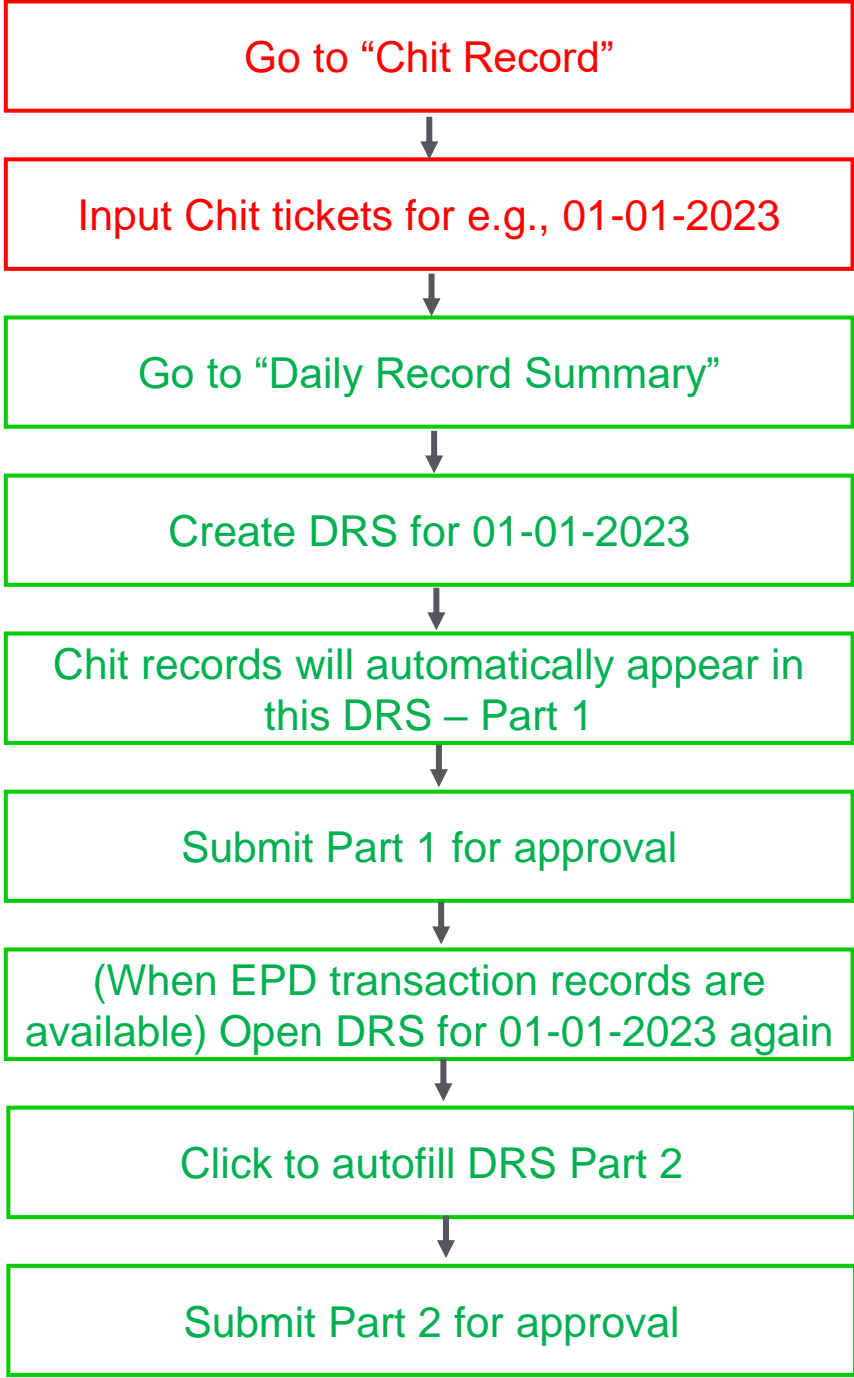 Go to “Chit Record”
Input Chit tickets for e.g., 01-01-2023
Go to “Daily Record Summary”
Create DRS for 01-01-2023
Chit records will automatically appear in
this DRS – Part 1
Submit Part 1 for approval
(When EPD transaction records are
available) Open DRS for 01-01-2023 again
Click to autofill DRS Part 2
Submit Part 2 for approval